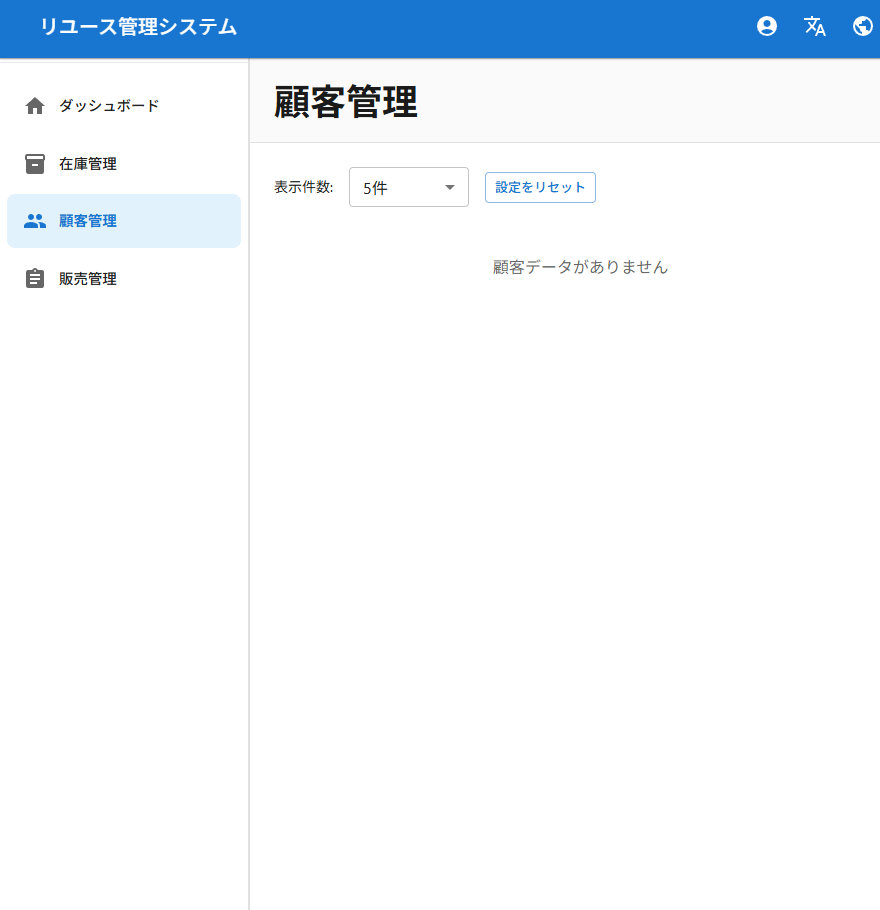 リユース管理システム
ダッシュボード
在庫管理
顧客管理
販売管理
顧客管理
表示件数:
5件
設定をリセット
顧客データがありません